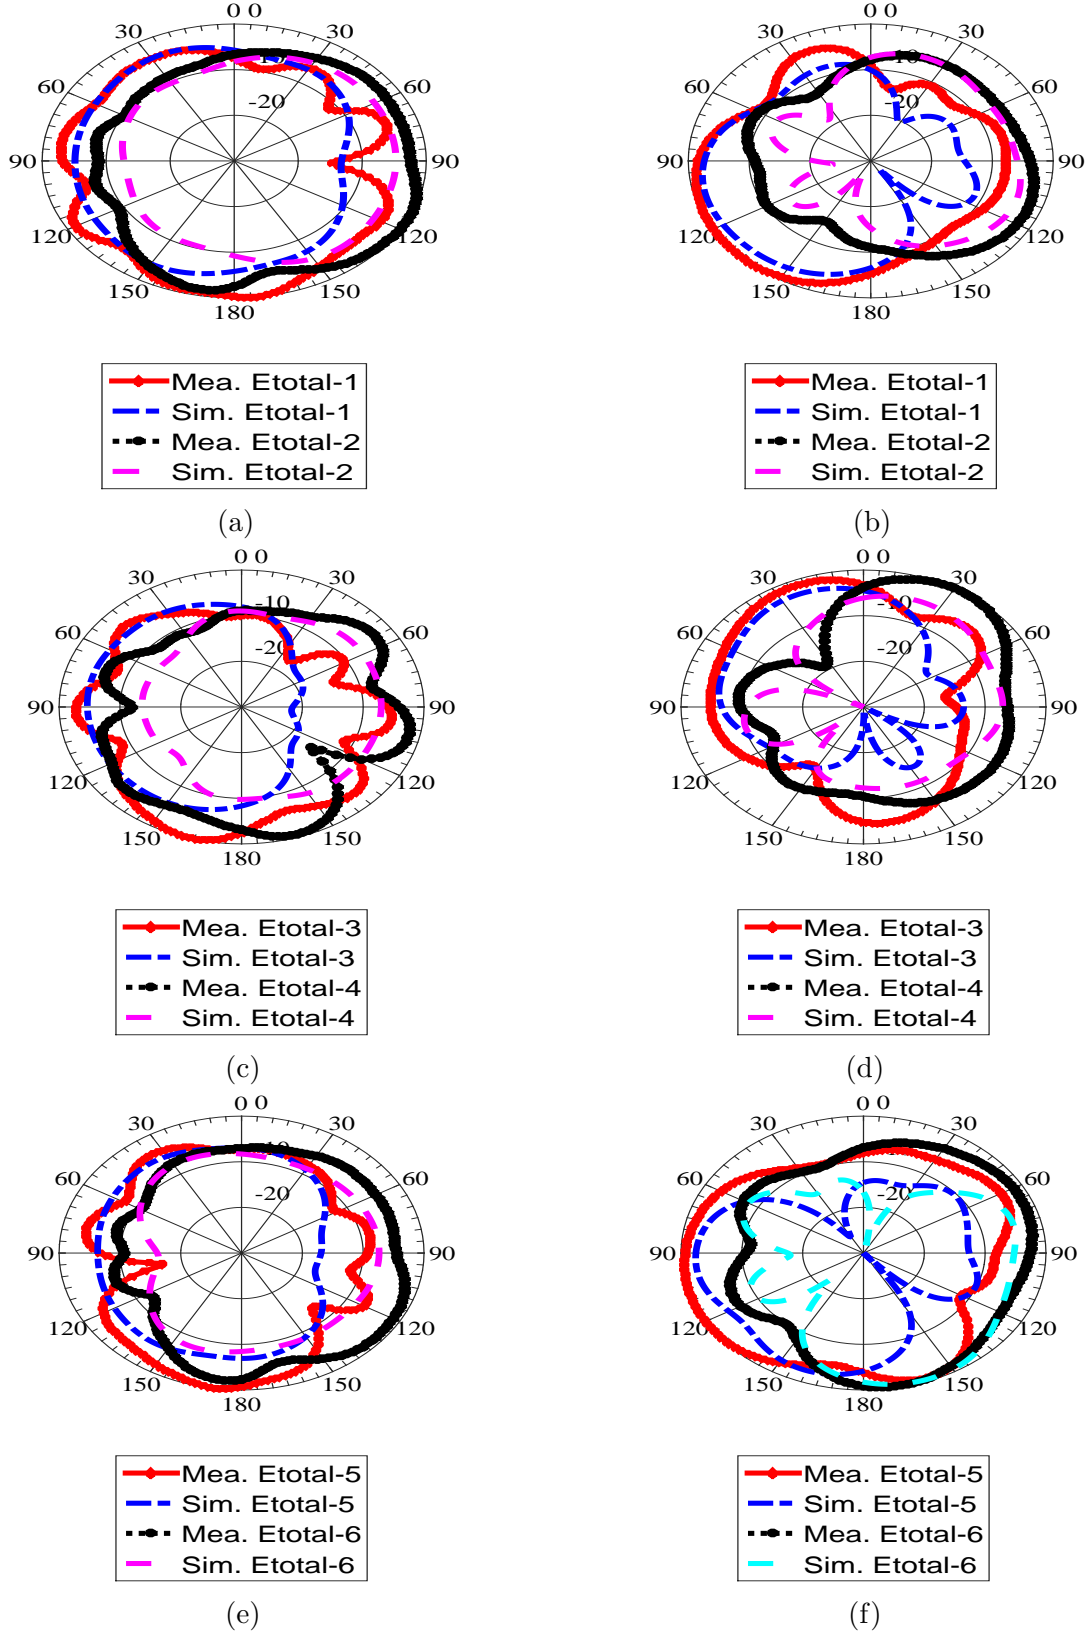 0 0
30 30
60 60
90 90
120 120
150 150
180
-10
-20
Mea. Etotal-1
Sim. Etotal-1
Mea. Etotal-2
Sim. Etotal-2
(a)
0 0
30 30
60 60
90 90
120 120
150 150
180
-10
-20
Mea. Etotal-1
Sim. Etotal-1
Mea. Etotal-2
Sim. Etotal-2
(b)
0 0
30 30
60 60
90 90
120 120
150 150
180
-10
-20
Mea. Etotal-3
Sim. Etotal-3
Mea. Etotal-4
Sim. Etotal-4
(c)
0 0
30 30
60 60
90 90
120 120
150 150
180
-10
-20
Mea. Etotal-3
Sim. Etotal-3
Mea. Etotal-4
Sim. Etotal-4
(d)
0 0
30 30
60 60
90 90
120 120
150 150
180
-10
-20
Mea. Etotal-5
Sim. Etotal-5
Mea. Etotal-6
Sim. Etotal-6
(e)
0 0
30 30
60 60
90 90
120 120
150 150
180
-20
Mea. Etotal-5
Sim. Etotal-5
Mea. Etotal-6
Sim. Etotal-6
(f)